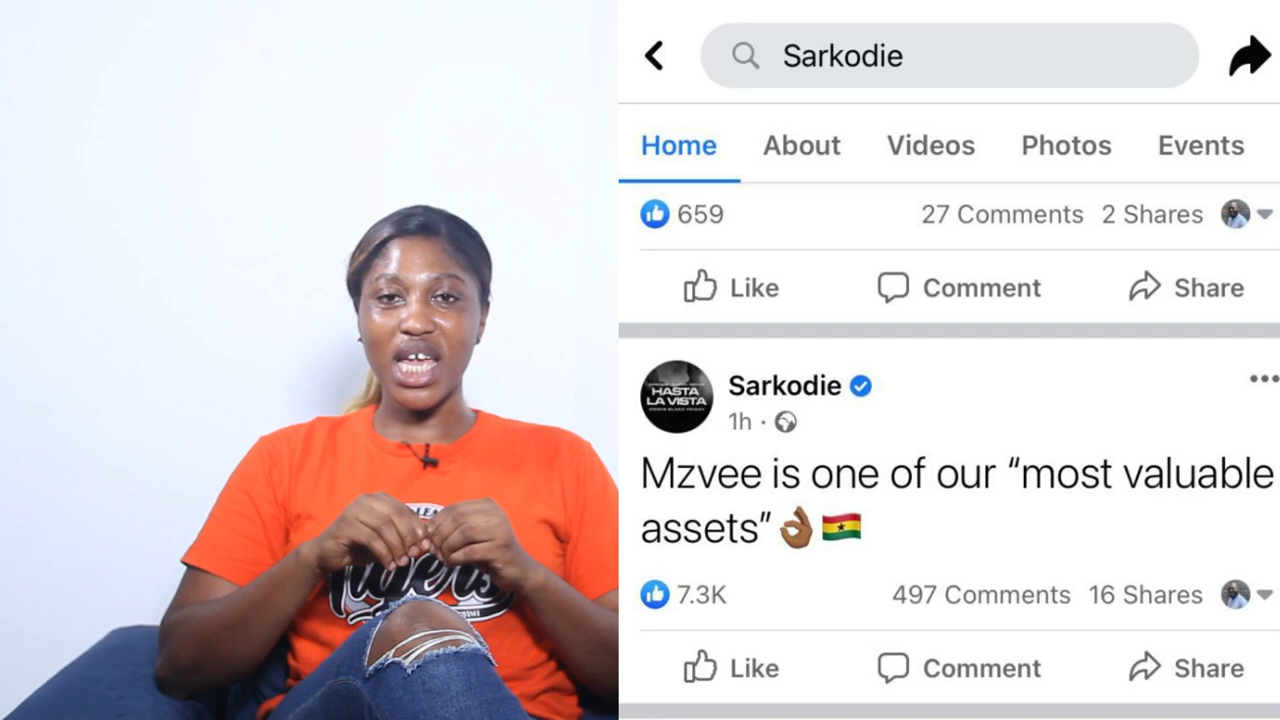 Tigers
Sarkodie
Home About Videos Photos Events
659 27 Comments 2 Shares
Like Comment Share
HASTA
LA VISTA
Sarkodie
1h ·
Mzvee is one of our “most valuable
assets”👌🏾🇬🇭
7.3K 497 Comments 16 Shares
Like Comment Share